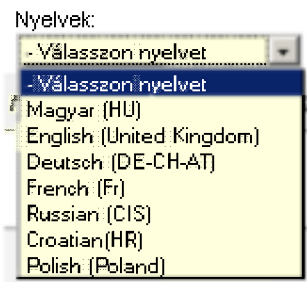 Nyelvek:
- Válasszon nyelvet
- Válasszon nyelvet
Magyar (HU)
English (United Kingdom)
Deutsch (DE-CH-AT)
French (Fr)
Russian (CIS)
Croatian(HR)
Polish (Poland)